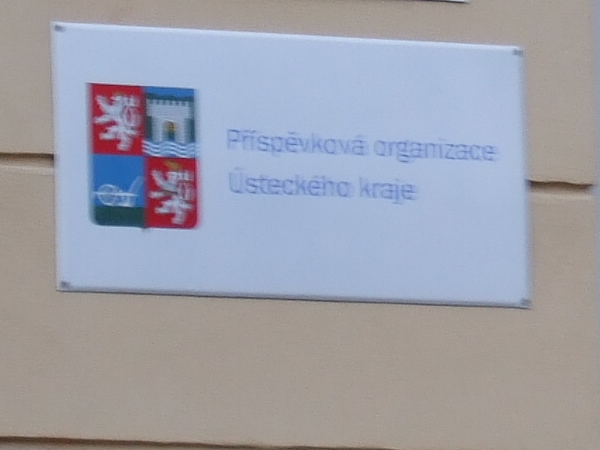 Příspěvková organizace
Ústeckého kraje